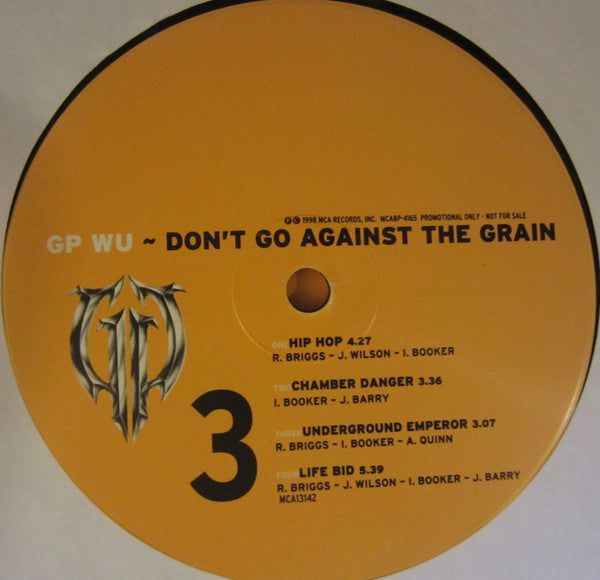 ℗ © 1998 MCA RECORDS, INC. MCA8P-4165 PROMOTIONAL ONLY - NOT FOR SALE
GP WU ~ DON'T GO AGAINST THE GRAIN
ONE HIP HOP 4.27
R. BRIGGS ~ J. WILSON ~ I. BOOKER
TWO CHAMBER DANGER 3.36
I. BOOKER ~ J. BARRY
THREE UNDERGROUND EMPEROR 3.07
R. BRIGGS ~ I. BOOKER ~ A. QUINN
FOUR LIFE BID 5.39
R. BRIGGS ~ J. WILSON ~ I. BOOKER ~ J. BARRY
MCA13142
3